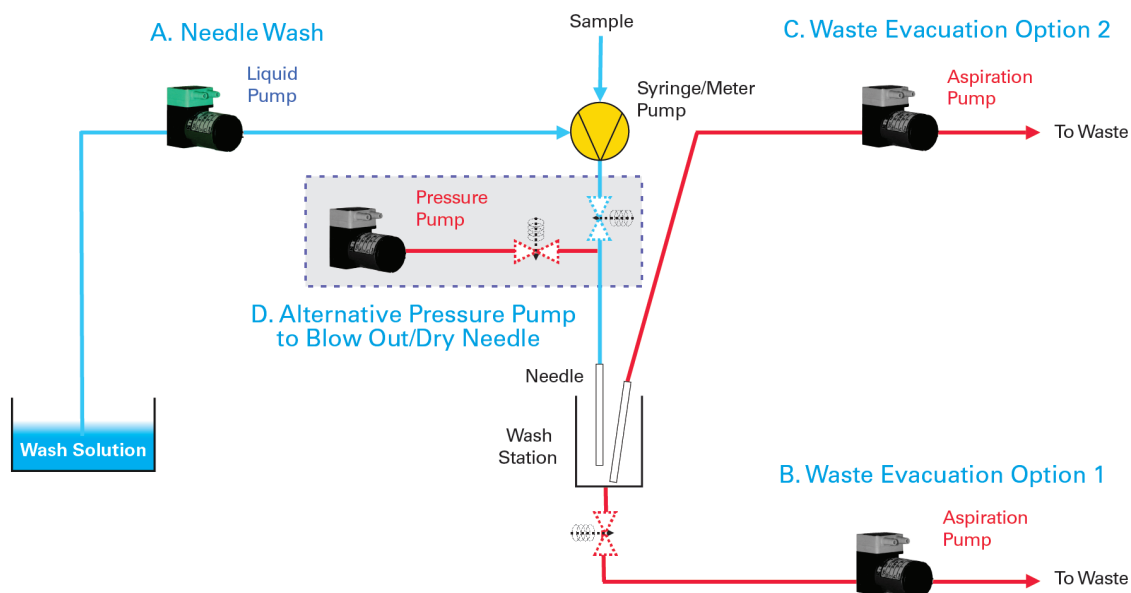 A. Needle Wash
Liquid
Pump
Sample
Syringe/Meter
Pump
C. Waste Evacuation Option 2
Aspiration
Pump
To Waste
Pressure
Pump
D. Alternative Pressure Pump
to Blow Out/Dry Needle
Needle
Wash
Station
Wash Solution
B. Waste Evacuation Option 1
Aspiration
Pump
To Waste